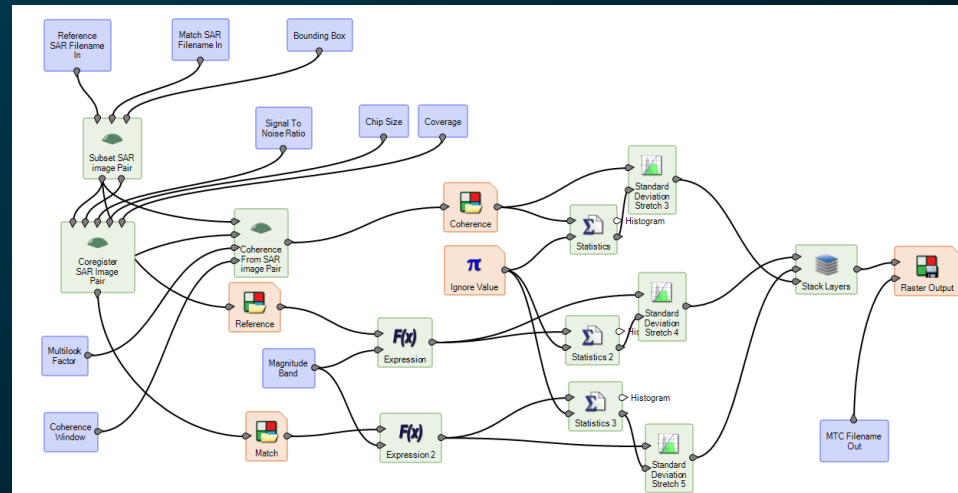 Reference
SAR Filename
In
Match SAR
Filename In
Bounding Box
Signal To
Noise Ratio
Chip Size
Coverage
Subset SAR
image Pair
Coregister
SAR Image
Pair
Coherence
From SAR
image Pair
Coherence
Σ
Statistics
Histogram
Standard
Deviation
Stretch 3
π
Ignore Value
Reference
Multilook
Factor
Magnitude
Band
F(x)
Expression
Σ
Statistics 2
His
Standard
Deviation
Stretch 4
Stack Layers
Raster Output
Coherence
Window
Match
F(x)
Expression 2
Σ
Statistics 3
Histogram
Standard
Deviation
Stretch 5
MTC Filename
Out